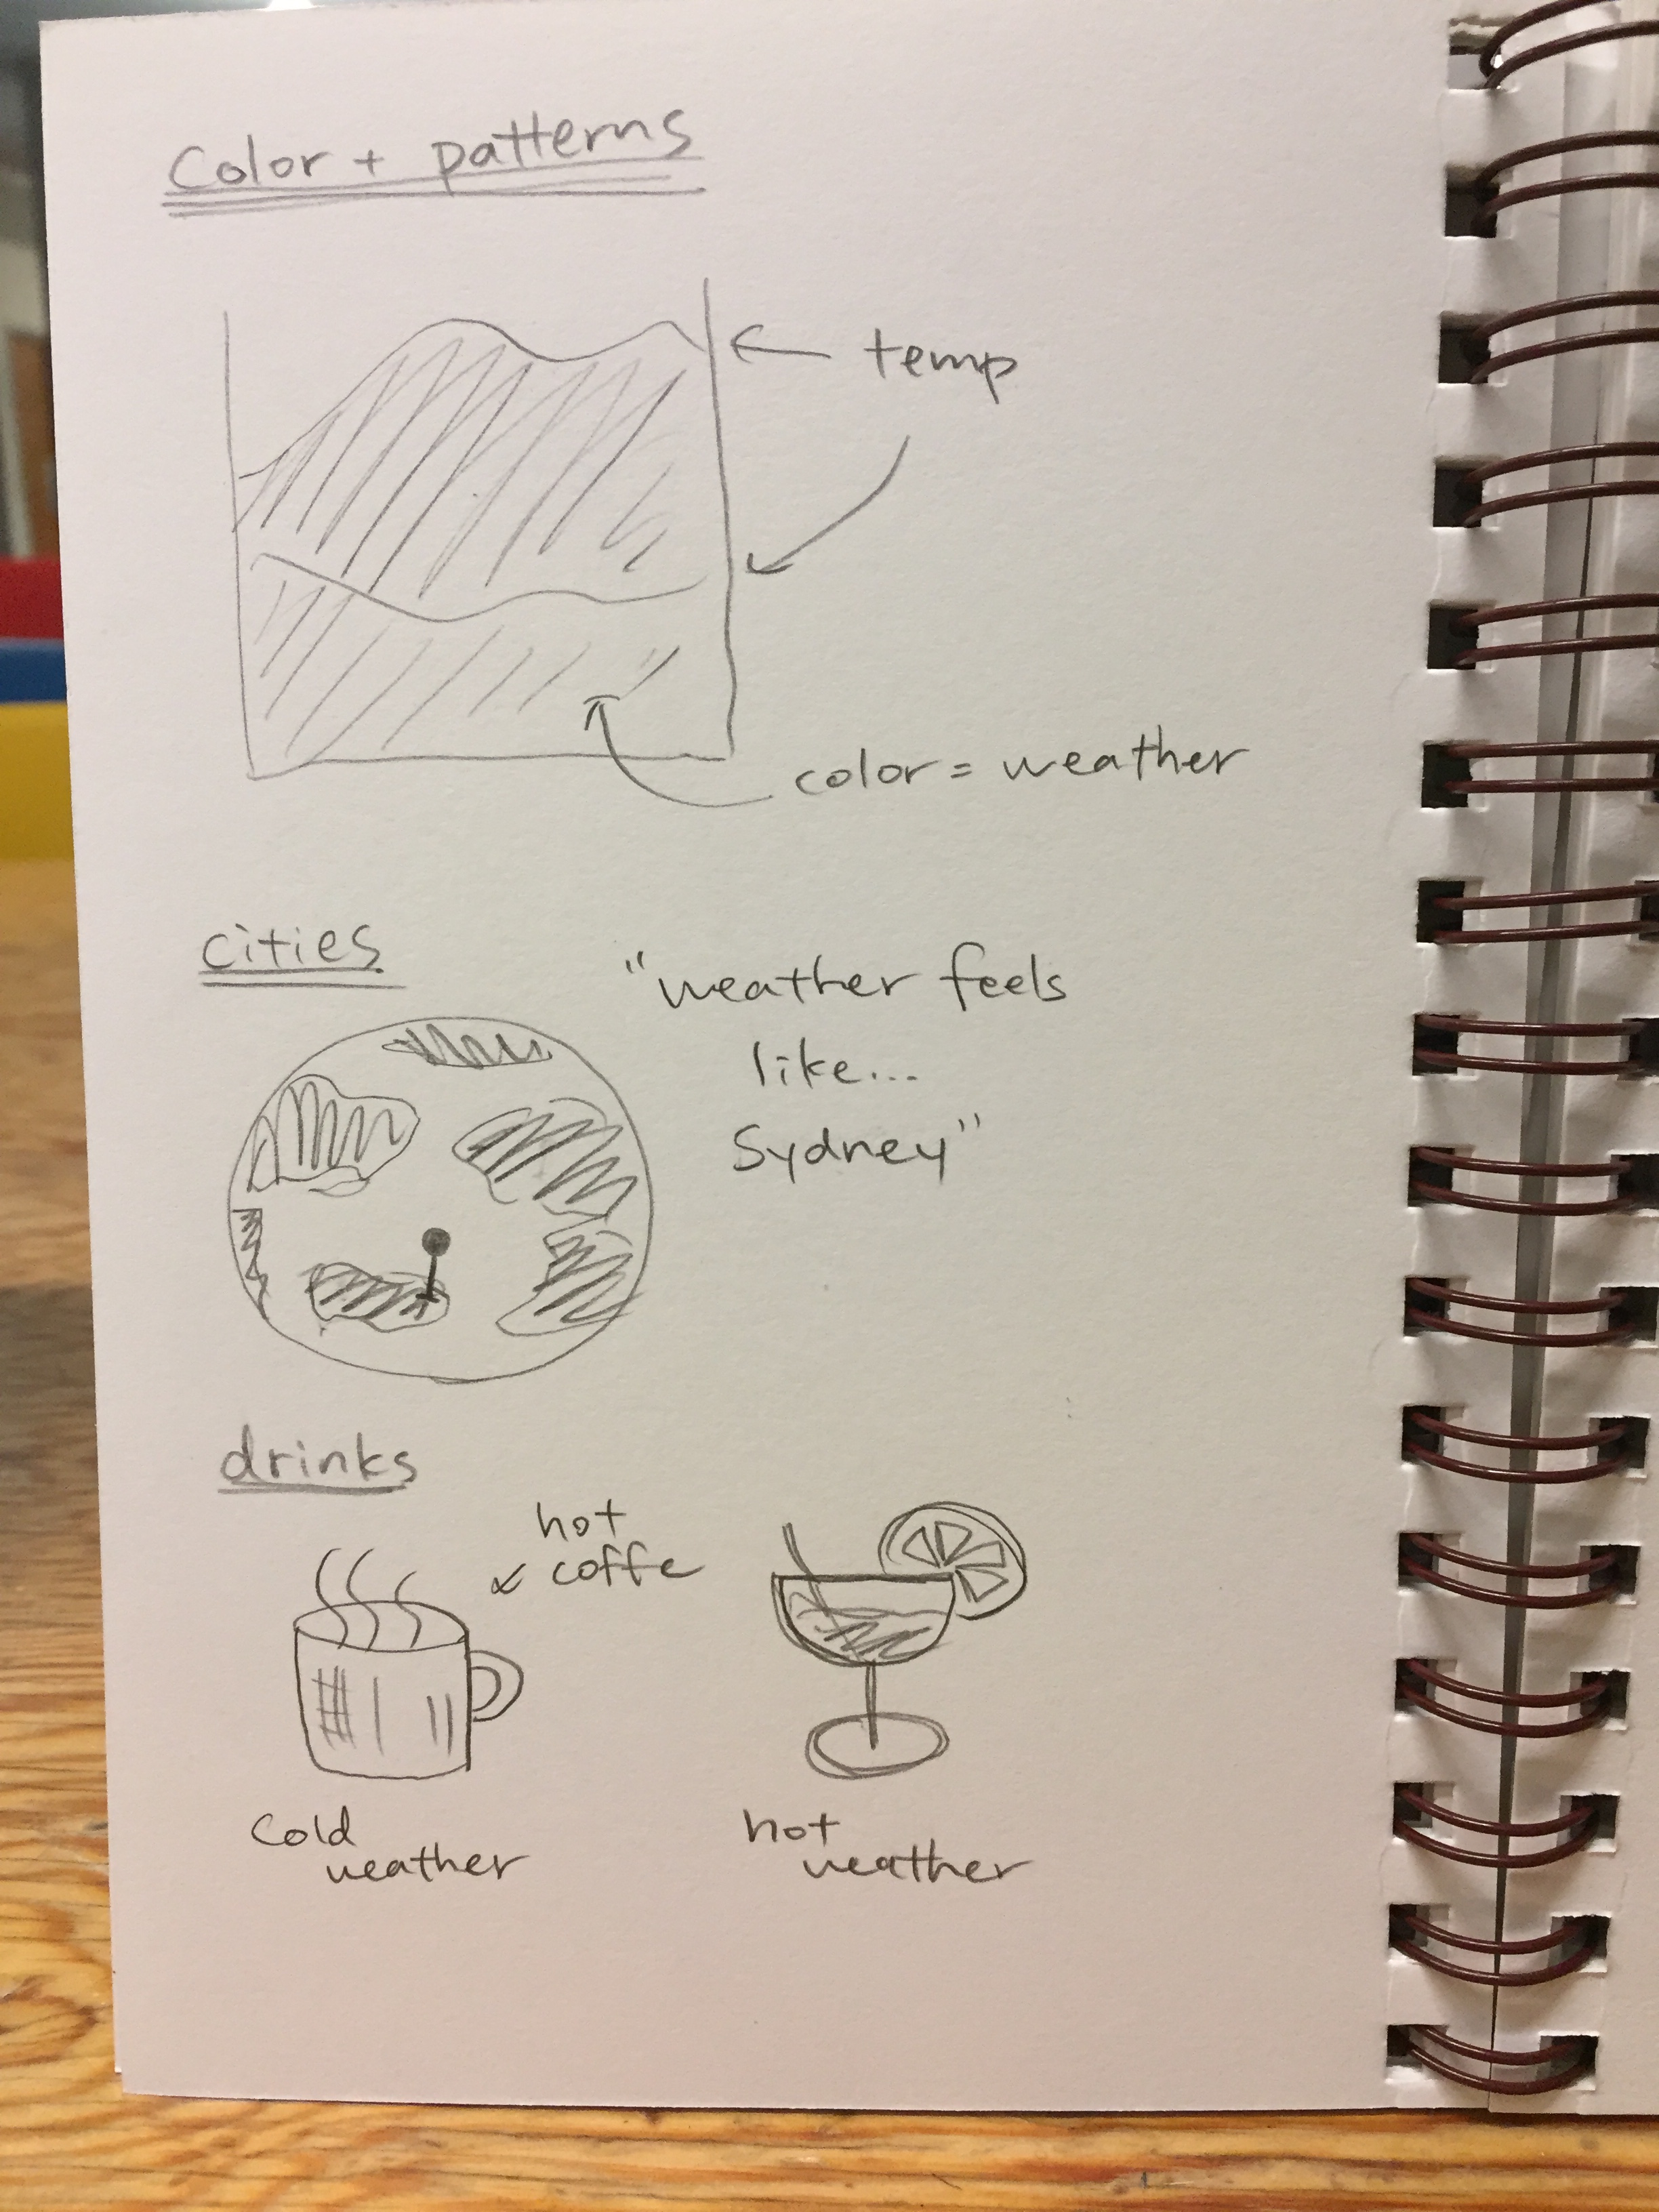 Color + patterns
temp
color = weather
cities
"weather feels
like...
Sydney"
drinks
hot
coffe
cold
weather
hot
weather